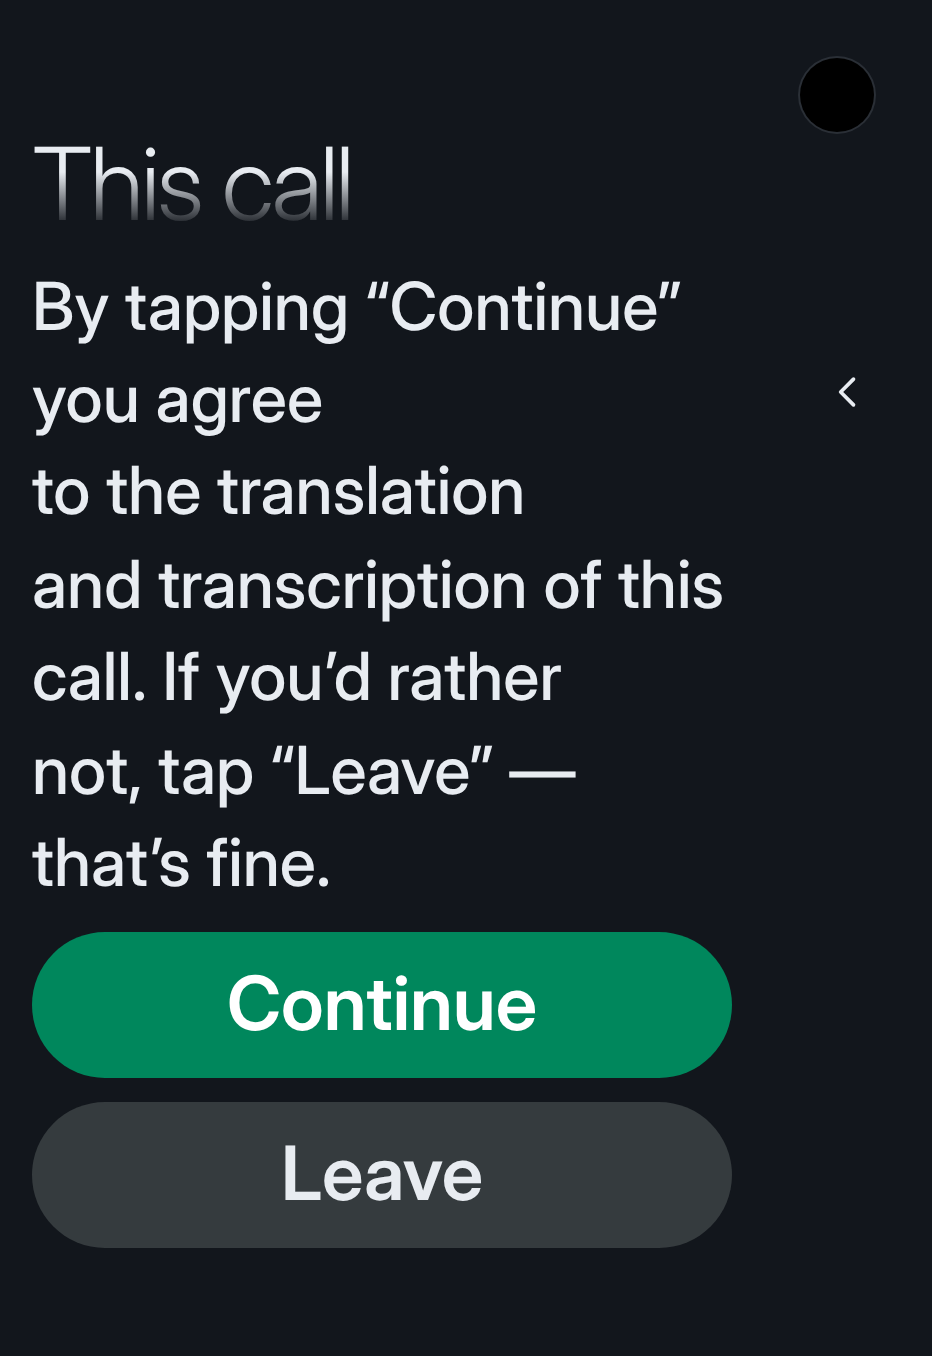 This call
By tapping “Continue”
you agree
to the translation
and transcription of this
call. If you’d rather
not, tap “Leave” —
that’s fine.
Continue
Leave